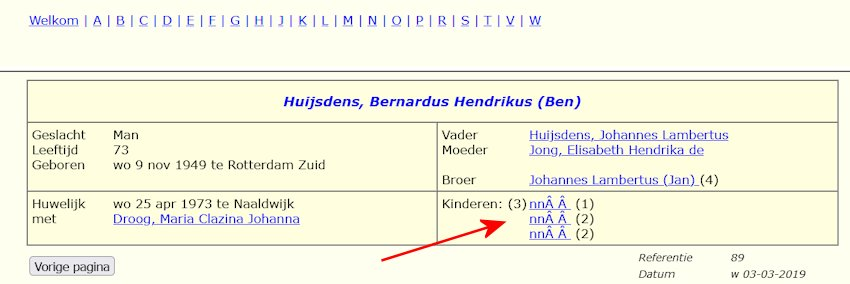 Welkom | A | B | C | D | E | F | G | H | J | K | L | M | N | O | P | R | S | T | V | W
Huijsdens, Bernardus Hendrikus (Ben)
Geslacht Man
Leeftijd 73
Geboren wo 9 nov 1949 te Rotterdam Zuid
Vader Huijsdens, Johannes Lambertus
Moeder Jong, Elisabeth Hendrika de
Broer Johannes Lambertus (Jan) (4)
Huwelijk wo 25 apr 1973 te Naaldwijk
met Droog, Maria Clazina Johanna
Kinderen: (3) nnÂ Â (1)
nnÂ Â (2)
nnÂ Â (2)
Vorige pagina
Referentie 89
Datum w 03-03-2019